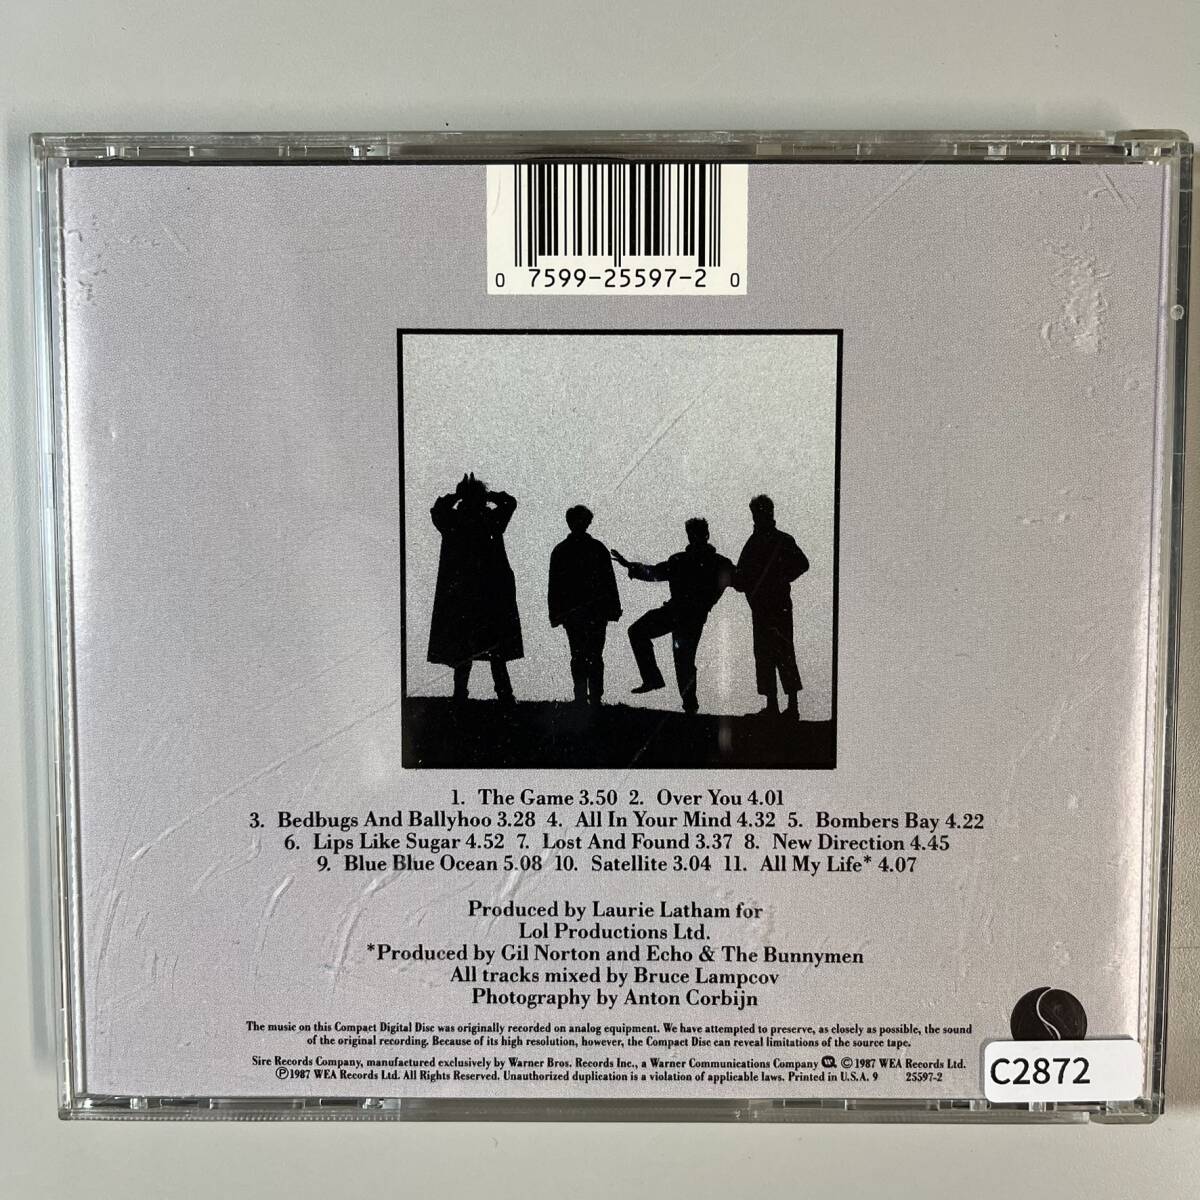 0 7599-25597-2 0
1. The Game 3.50 2. Over You 4.01
3. Bedbugs And Ballyhoo 3.28 4. All In Your Mind 4.32 5. Bombers Bay 4.22
6. Lips Like Sugar 4.52 7. Lost And Found 3.37 8. New Direction 4.45
9. Blue Blue Ocean 5.08 10. Satellite 3.04 11. All My Life* 4.07
Produced by Laurie Latham for
Lol Productions Ltd.
*Produced by Gil Norton and Echo & The Bunnymen
All tracks mixed by Bruce Lampcov
Photography by Anton Corbijn
The music on this Compact Digital Disc was originally recorded on analog equipment. We have attempted to preserve, as closely as possible, the sound
of the original recording. Because of its high resolution, however, the Compact Disc can reveal limitations of the source tape.
Sire Records Company, manufactured exclusively by Warner Bros. Records Inc., a Warner Communications Company ©1987 WEA Records Ltd.
℗1987 WEA Records Ltd. All Rights Reserved. Unauthorized duplication is a violation of applicable laws. Printed in U.S.A. 9 25597-2
C2872